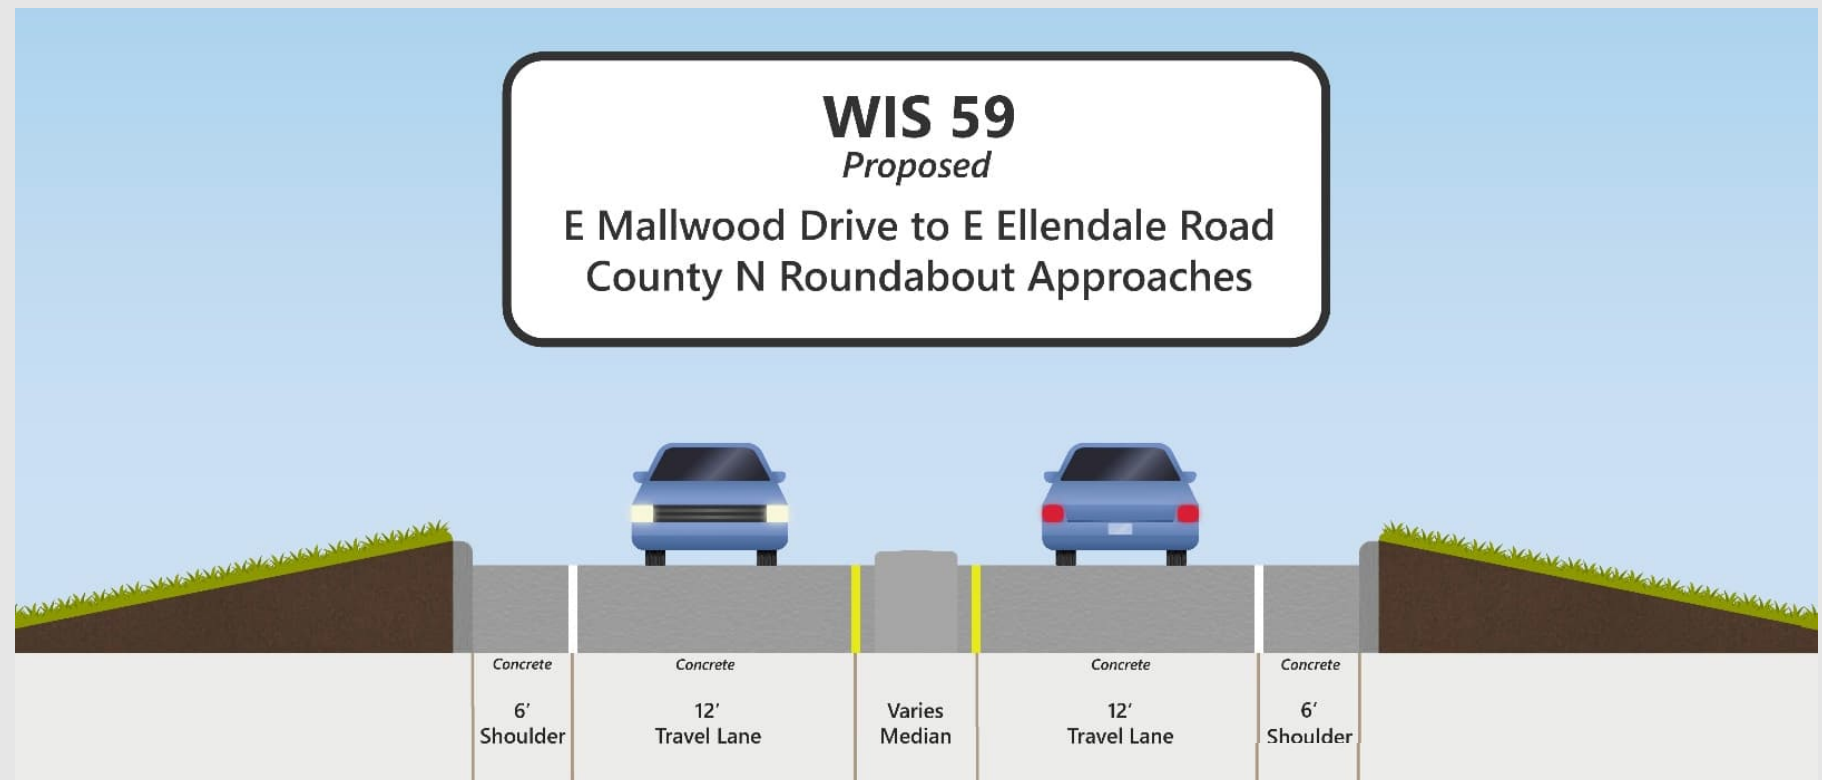 WIS 59
Proposed
E Mallwood Drive to E Ellendale Road
County N Roundabout Approaches
Concrete
6′
Shoulder
Concrete
12′
Travel Lane
Varies
Median
Concrete
12′
Travel Lane
Concrete
6′
Shoulder